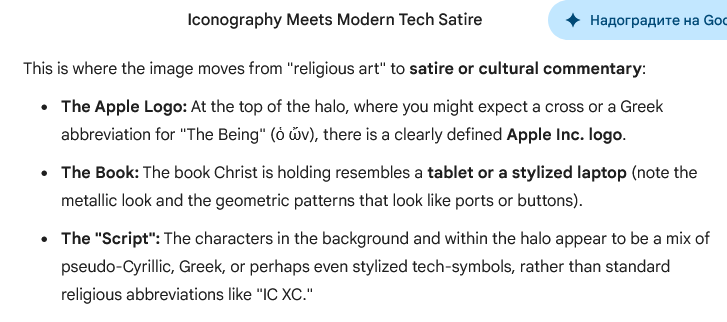 Iconography Meets Modern Tech Satire
Надоградите на Goo
This is where the image moves from "religious art" to satire or cultural commentary:
• The Apple Logo: At the top of the halo, where you might expect a cross or a Greek
abbreviation for "The Being" (ὁ ὤν), there is a clearly defined Apple Inc. logo.
• The Book: The book Christ is holding resembles a tablet or a stylized laptop (note the
metallic look and the geometric patterns that look like ports or buttons).
• The "Script": The characters in the background and within the halo appear to be a mix of
pseudo-Cyrillic, Greek, or perhaps even stylized tech-symbols, rather than standard
religious abbreviations like "IC XC."